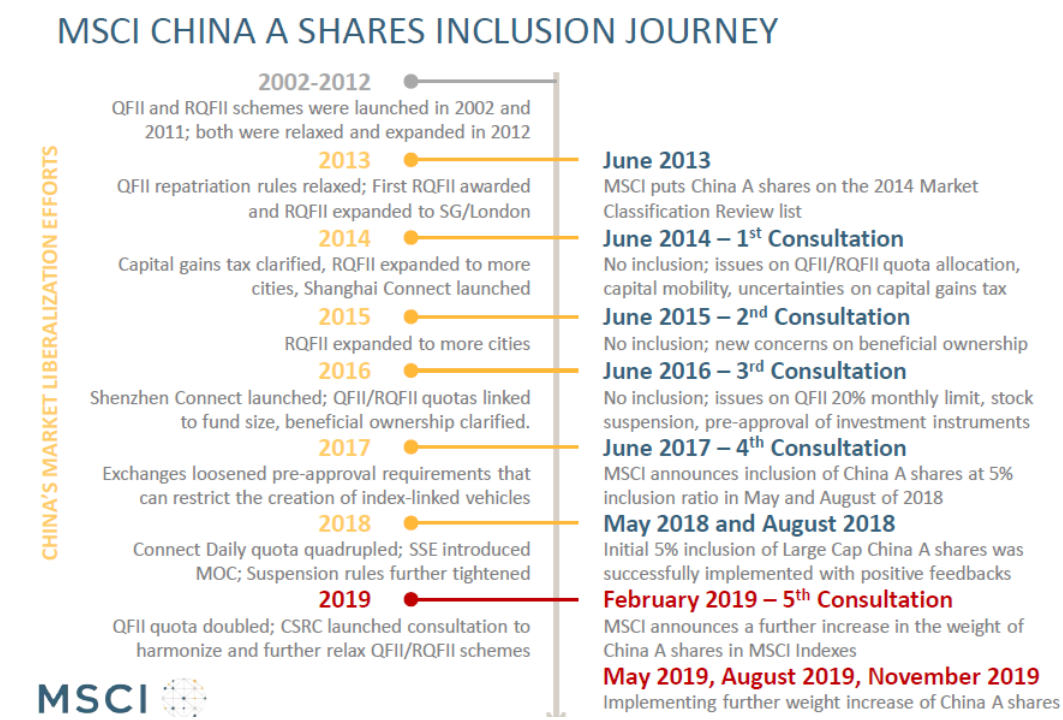 MSCI CHINA A SHARES INCLUSION JOURNEY
CHINA'S MARKET LIBERALIZATION EFFORTS
2002-2012
QFII and RQFII schemes were launched in 2002 and
2011; both were relaxed and expanded in 2012
2013
QFII repatriation rules relaxed; First RQFII awarded
and RQFII expanded to SG/London
June 2013
MSCI puts China A shares on the 2014 Market
Classification Review list
2014
Capital gains tax clarified, RQFII expanded to more
cities, Shanghai Connect launched
June 2014 – 1st Consultation
No inclusion; issues on QFII/RQFII quota allocation,
capital mobility, uncertainties on capital gains tax
2015
RQFII expanded to more cities
June 2015 – 2nd Consultation
No inclusion; new concerns on beneficial ownership
2016
Shenzhen Connect launched; QFII/RQFII quotas linked
to fund size, beneficial ownership clarified.
June 2016 – 3rd Consultation
No inclusion; issues on QFII 20% monthly limit, stock
suspension, pre-approval of investment instruments
2017
Exchanges loosened pre-approval requirements that
can restrict the creation of index-linked vehicles
June 2017 – 4th Consultation
MSCI announces inclusion of China A shares at 5%
inclusion ratio in May and August of 2018
2018
Connect Daily quota quadrupled; SSE introduced
MOC; Suspension rules further tightened
May 2018 and August 2018
Initial 5% inclusion of Large Cap China A shares was
successfully implemented with positive feedbacks
2019
QFII quota doubled; CSRC launched consultation to
harmonize and further relax QFII/RQFII schemes
February 2019 – 5th Consultation
MSCI announces a further increase in the weight of
China A shares in MSCI Indexes
May 2019, August 2019, November 2019
Implementing further weight increase of China A shares
MSCI